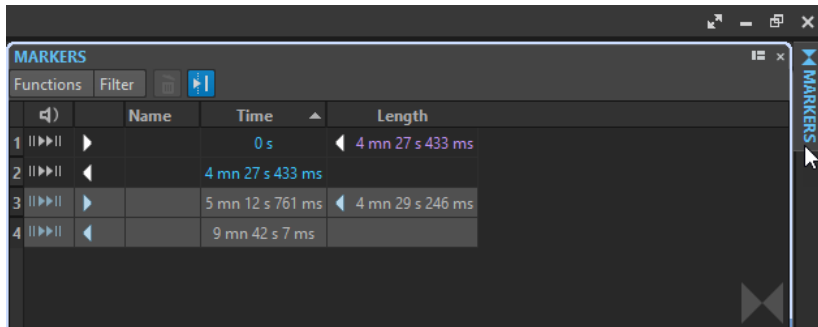 MARKERS
Functions Filter
Name Time Length
1 0 s 4 mn 27 s 433 ms
2 4 mn 27 s 433 ms
3 5 mn 12 s 761 ms 4 mn 29 s 246 ms
4 9 mn 42 s 7 ms
MARKERS